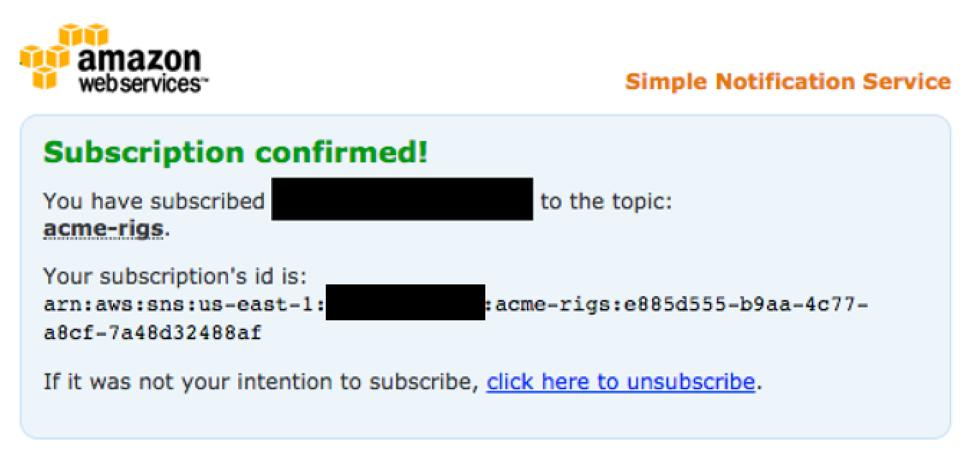 amazon
webservices™
Simple Notification Service
Subscription confirmed!
You have subscribed to the topic:
acme-rigs.
Your subscription's id is:
arn:aws:sns:us-east-1: :acme-rigs:e885d555-b9aa-4c77-
a8cf-7a48d32488af
If it was not your intention to subscribe, click here to unsubscribe.